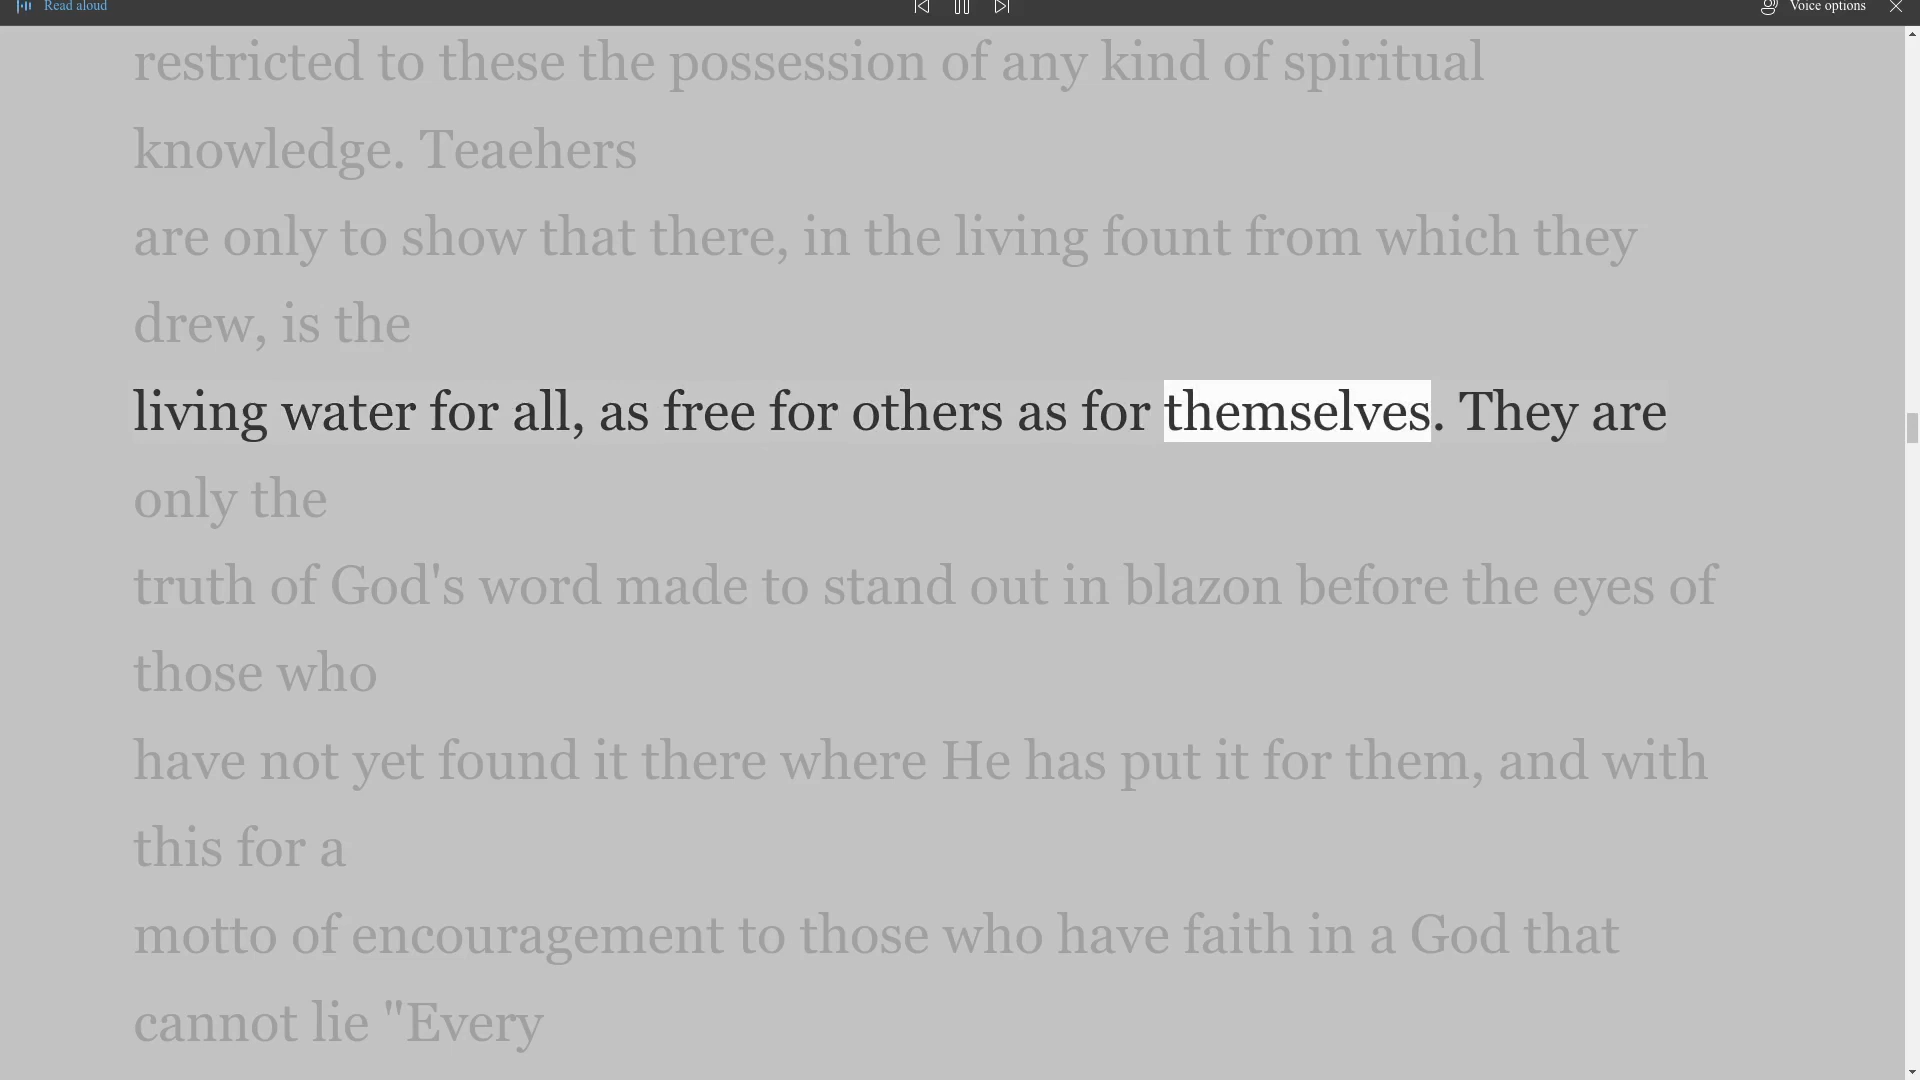 Read aloud
Voice options
restricted to these the possession of any kind of spiritual
knowledge. Teaehers
are only to show that there, in the living fount from which they
drew, is the
living water for all, as free for others as for themselves. They are
only the
truth of God's word made to stand out in blazon before the eyes of
those who
have not yet found it there where He has put it for them, and with
this for a
motto of encouragement to those who have faith in a God that
cannot lie "Every